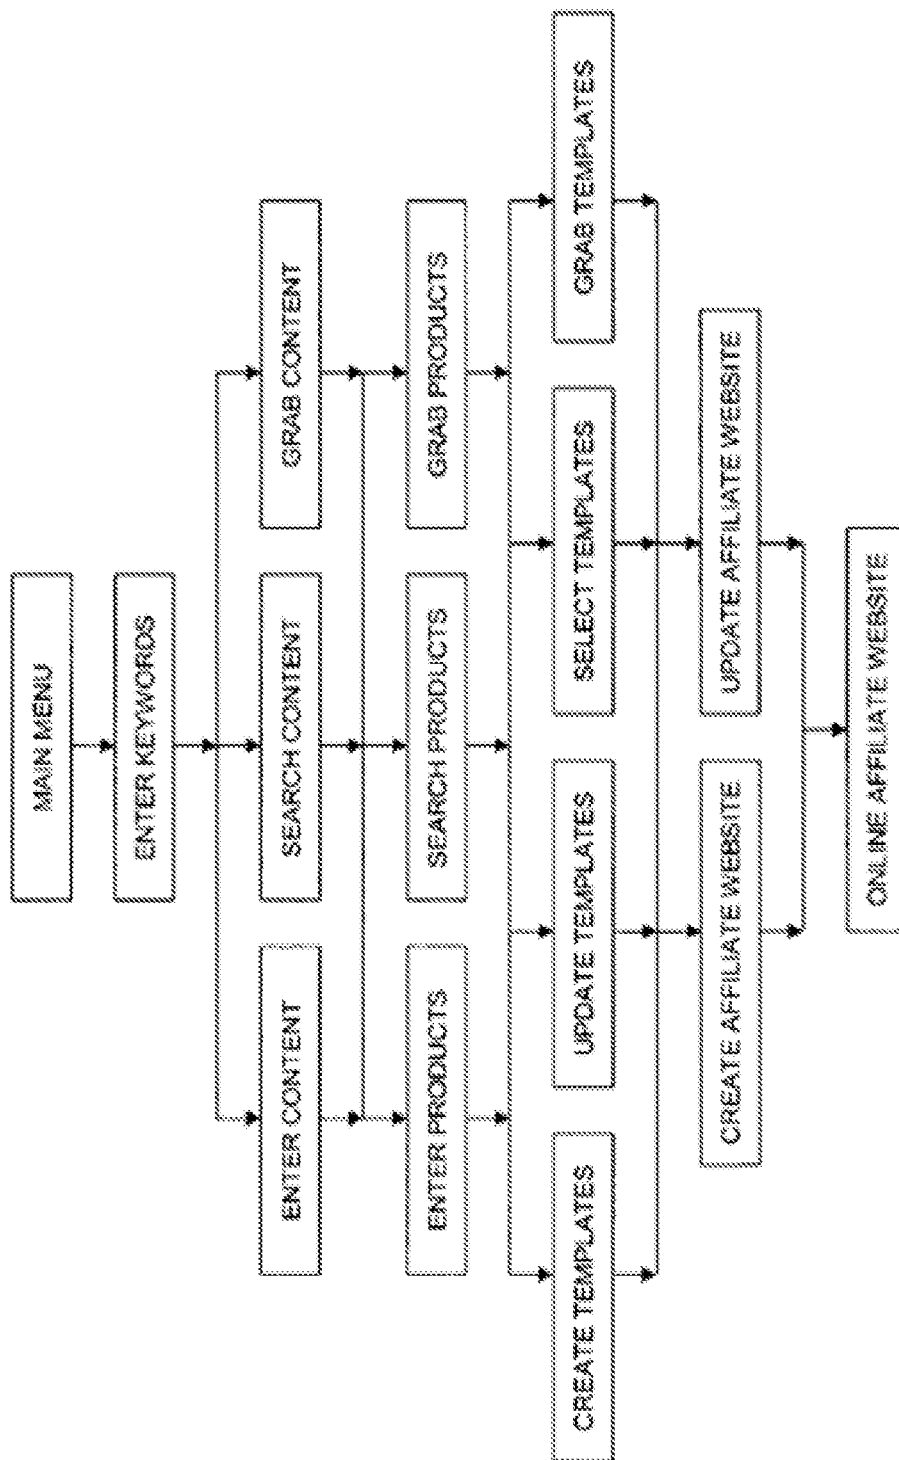 MAIN MENU
ENTER KEYWORDS
ENTER CONTENT
SEARCH CONTENT
GRAB CONTENT
ENTER PRODUCTS
SEARCH PRODUCTS
GRAB PRODUCTS
CREATE TEMPLATES
UPDATE TEMPLATES
SELECT TEMPLATES
GRAB TEMPLATES
CREATE AFFILIATE WEBSITE
UPDATE AFFILIATE WEBSITE
ONLINE AFFILIATE WEBSITE